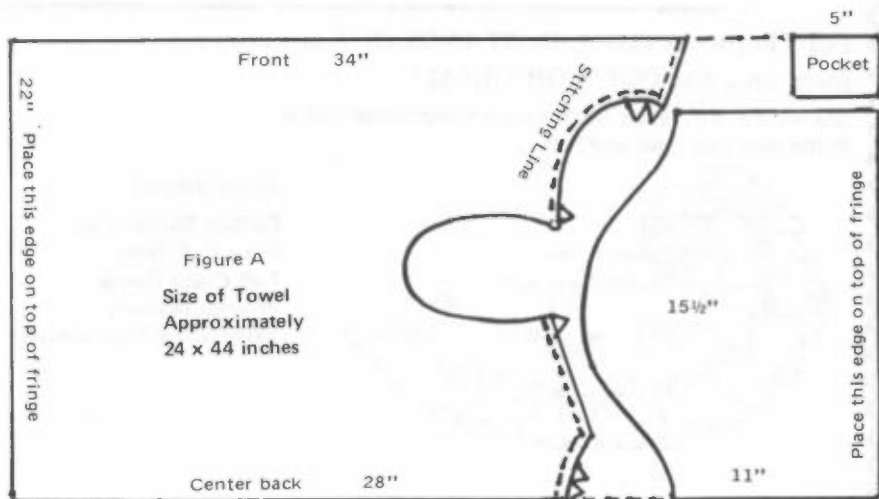 5"
Front 34"
Pocket
Stitching Line
22" Place this edge on top of fringe
Figure A
Size of Towel
Approximately
24 x 44 inches
15½"
Place this edge on top of fringe
Center back 28"
11"